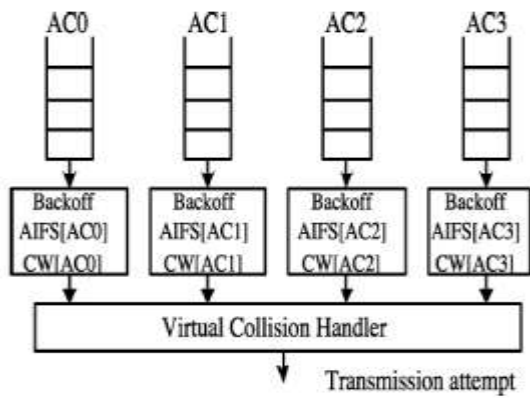 AC0 AC1 AC2 AC3
Backoff Backoff Backoff Backoff
AIFS[AC0] AIFS[AC1] AIFS[AC2] AIFS[AC3]
CW[AC0] CW[AC1] CW[AC2] CW[AC3]
Virtual Collision Handler
Transmission attempt